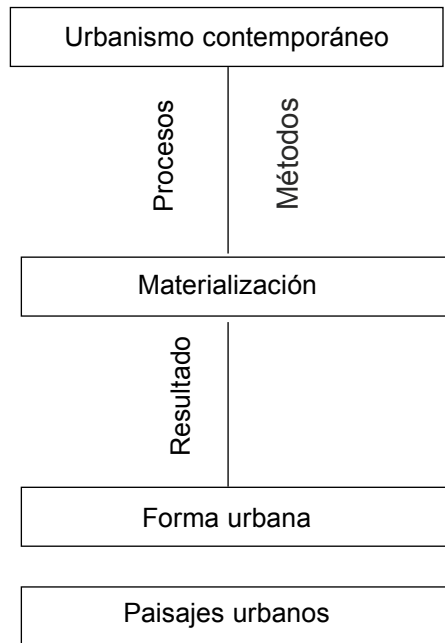 Urbanismo contemporáneo
Procesos
Métodos
Materialización
Resultado
Forma urbana
Paisajes urbanos